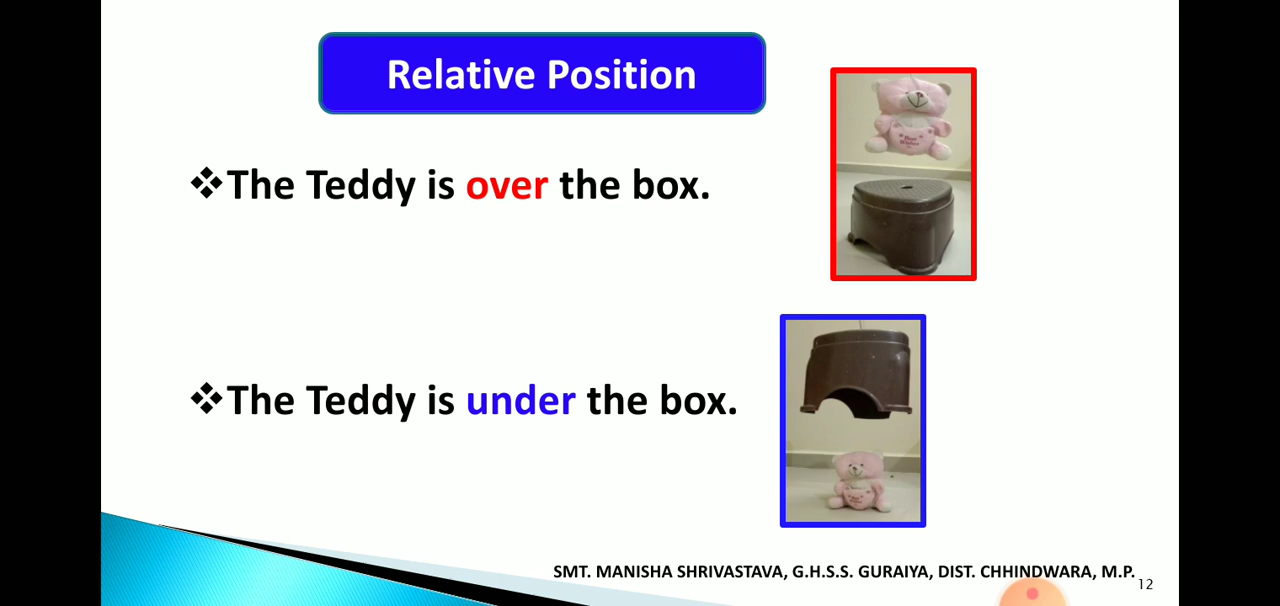 Relative Position
❖The Teddy is over the box.
❖The Teddy is under the box.
SMT. MANISHA SHRIVASTAVA, G.H.S.S. GURAIYA, DIST. CHHINDWARA, M.P.
12